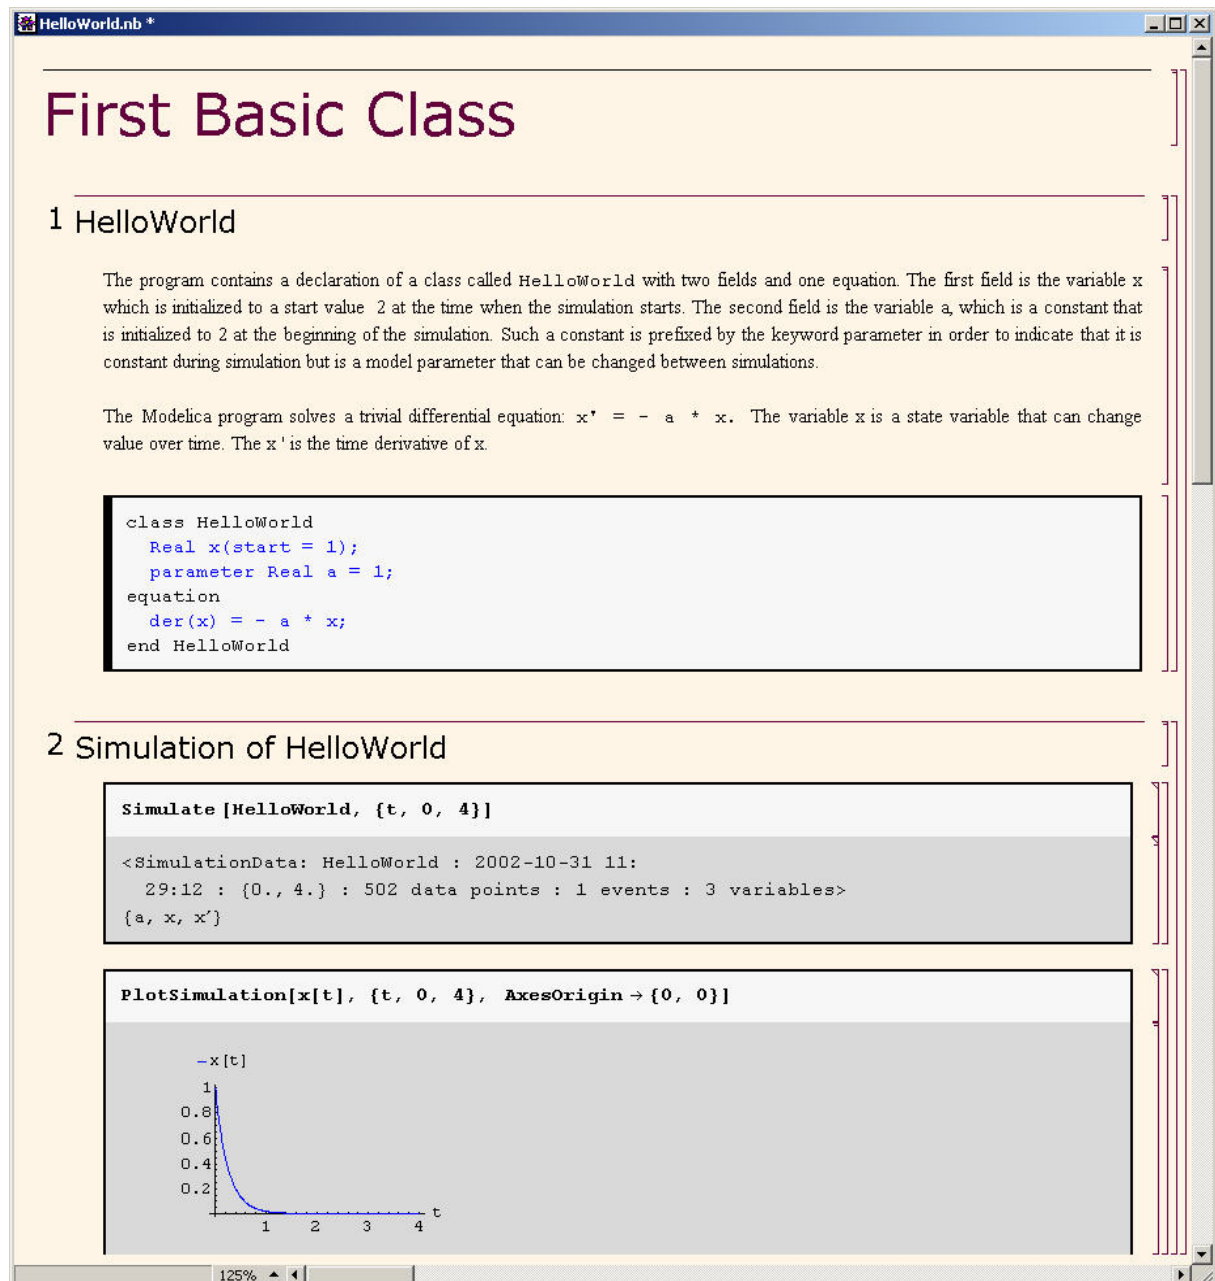 HelloWorld.nb *
First Basic Class
1 HelloWorld
The program contains a declaration of a class called HelloWorld with two fields and one equation. The first field is the variable x
which is initialized to a start value 2 at the time when the simulation starts. The second field is the variable a, which is a constant that
is initialized to 2 at the beginning of the simulation. Such a constant is prefixed by the keyword parameter in order to indicate that it is
constant during simulation but is a model parameter that can be changed between simulations.
The Modelica program solves a trivial differential equation: x' = - a * x. The variable x is a state variable that can change
value over time. The x ' is the time derivative of x.
class HelloWorld
Real x(start = 1);
parameter Real a = 1;
equation
der(x) = - a * x;
end HelloWorld
2 Simulation of HelloWorld
Simulate [HelloWorld, {t, 0, 4}]
<SimulationData: HelloWorld : 2002-10-31 11:
29:12 : {0., 4.} : 502 data points : 1 events : 3 variables>
{a, x, x′}
PlotSimulation[x[t], {t, 0, 4}, AxesOrigin → {0, 0}]
x[t]
1
0.8
0.6
0.4
0.2
t
1 2 3 4
125%